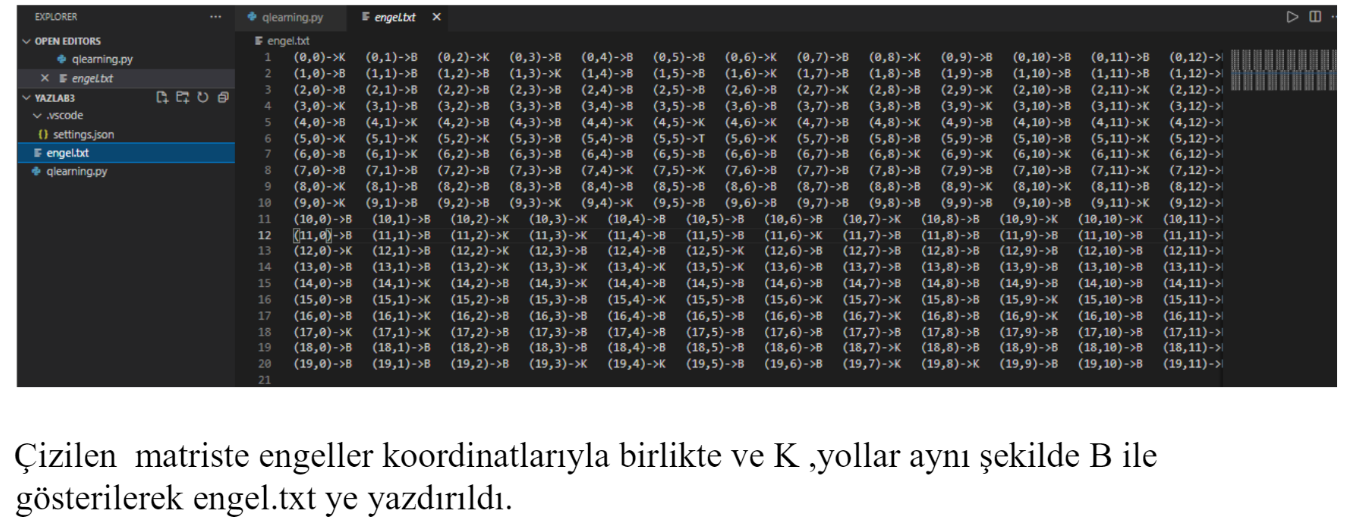 EXPLORER ··· qlearning.py engel.txt ×
OPEN EDITORS engel.txt
qlearning.py
× engel.txt
YAZLAB3
.vscode
{} settings.json
engel.txt
qlearning.py
1 (0,0)->K (0,1)->B (0,2)->K (0,3)->B (0,4)->B (0,5)->B (0,6)->K (0,7)->B (0,8)->K (0,9)->B (0,10)->B (0,11)->B (0,12)->
2 (1,0)->B (1,1)->B (1,2)->B (1,3)->K (1,4)->B (1,5)->B (1,6)->K (1,7)->B (1,8)->B (1,9)->B (1,10)->B (1,11)->B (1,12)->
3 (2,0)->B (2,1)->B (2,2)->B (2,3)->B (2,4)->B (2,5)->B (2,6)->B (2,7)->K (2,8)->B (2,9)->K (2,10)->B (2,11)->K (2,12)->
4 (3,0)->K (3,1)->B (3,2)->B (3,3)->B (3,4)->B (3,5)->B (3,6)->B (3,7)->B (3,8)->B (3,9)->K (3,10)->B (3,11)->K (3,12)->
5 (4,0)->B (4,1)->K (4,2)->B (4,3)->B (4,4)->B (4,5)->K (4,6)->K (4,7)->B (4,8)->K (4,9)->B (4,10)->B (4,11)->K (4,12)->
6 (5,0)->K (5,1)->K (5,2)->K (5,3)->B (5,4)->B (5,5)->T (5,6)->K (5,7)->B (5,8)->B (5,9)->K (5,10)->B (5,11)->K (5,12)->
7 (6,0)->B (6,1)->K (6,2)->B (6,3)->B (6,4)->B (6,5)->B (6,6)->B (6,7)->B (6,8)->K (6,9)->K (6,10)->K (6,11)->K (6,12)->
8 (7,0)->B (7,1)->B (7,2)->B (7,3)->B (7,4)->K (7,5)->K (7,6)->B (7,7)->B (7,8)->B (7,9)->B (7,10)->K (7,11)->B (7,12)->
9 (8,0)->K (8,1)->B (8,2)->B (8,3)->B (8,4)->B (8,5)->B (8,6)->B (8,7)->B (8,8)->B (8,9)->K (8,10)->K (8,11)->B (8,12)->
10 (9,0)->K (9,1)->B (9,2)->B (9,3)->K (9,4)->K (9,5)->B (9,6)->B (9,7)->B (9,8)->B (9,9)->B (9,10)->B (9,11)->K (9,12)->
11 (10,0)->B (10,1)->B (10,2)->K (10,3)->K (10,4)->B (10,5)->B (10,6)->B (10,7)->K (10,8)->B (10,9)->K (10,10)->K (10,11)->
12 (11,0)->B (11,1)->B (11,2)->K (11,3)->K (11,4)->B (11,5)->B (11,6)->K (11,7)->B (11,8)->B (11,9)->B (11,10)->B (11,11)->
13 (12,0)->K (12,1)->B (12,2)->K (12,3)->B (12,4)->B (12,5)->K (12,6)->B (12,7)->B (12,8)->B (12,9)->B (12,10)->B (12,11)->
14 (13,0)->B (13,1)->B (13,2)->K (13,3)->K (13,4)->K (13,5)->K (13,6)->B (13,7)->B (13,8)->B (13,9)->B (13,10)->B (13,11)->
15 (14,0)->B (14,1)->K (14,2)->B (14,3)->K (14,4)->B (14,5)->B (14,6)->B (14,7)->B (14,8)->K (14,9)->B (14,10)->B (14,11)->
16 (15,0)->B (15,1)->K (15,2)->B (15,3)->B (15,4)->K (15,5)->B (15,6)->K (15,7)->K (15,8)->B (15,9)->K (15,10)->B (15,11)->
17 (16,0)->B (16,1)->K (16,2)->B (16,3)->B (16,4)->B (16,5)->B (16,6)->B (16,7)->K (16,8)->B (16,9)->K (16,10)->B (16,11)->
18 (17,0)->K (17,1)->K (17,2)->B (17,3)->B (17,4)->B (17,5)->B (17,6)->B (17,7)->K (17,8)->B (17,9)->B (17,10)->B (17,11)->
19 (18,0)->B (18,1)->B (18,2)->B (18,3)->B (18,4)->B (18,5)->B (18,6)->B (18,7)->K (18,8)->B (18,9)->B (18,10)->B (18,11)->
20 (19,0)->B (19,1)->B (19,2)->B (19,3)->K (19,4)->K (19,5)->B (19,6)->B (19,7)->K (19,8)->K (19,9)->B (19,10)->B (19,11)->
21
Çizilen matriste engeller koordinatlarıyla birlikte ve K ,yollar aynı şekilde B ile
gösterilerek engel.txt ye yazdırıldı.